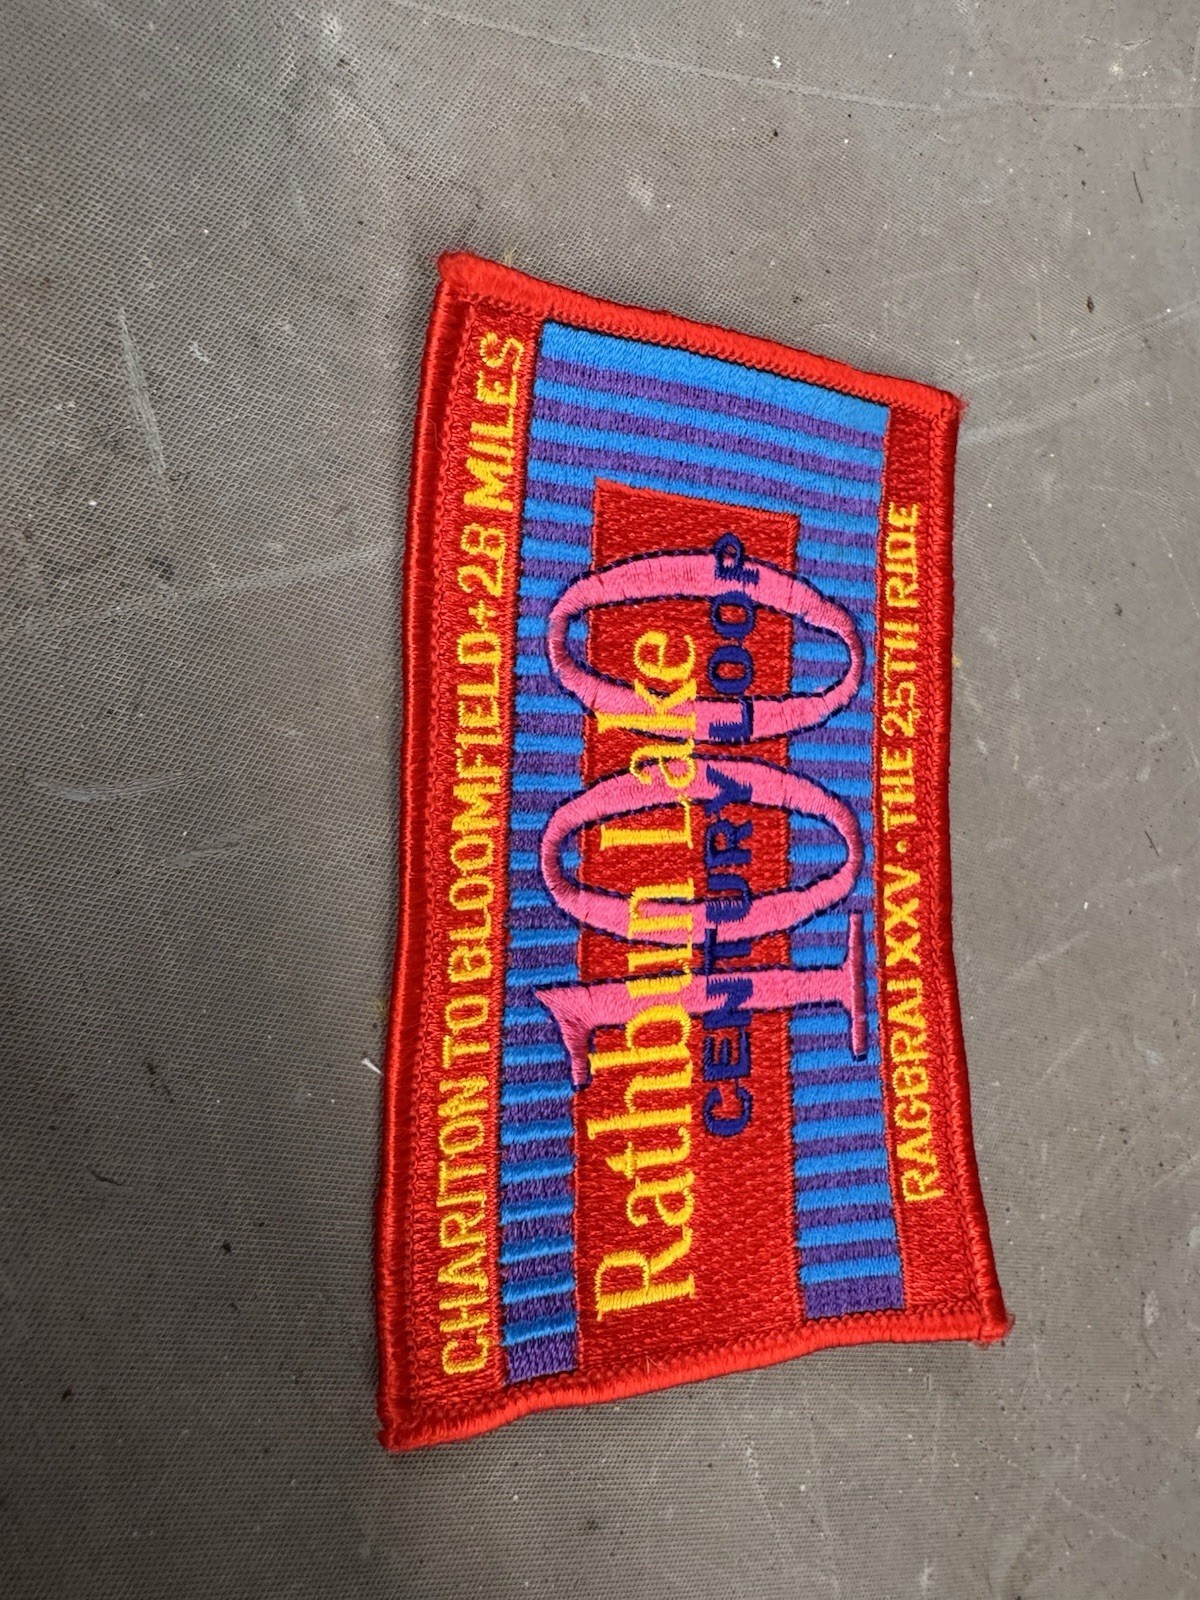 CHARITON TO BLOOMFIELD+28 MILES
100
Rathbun Lake
CENTURY LOOP
RAGBRAI XXV • THE 25TH RIDE